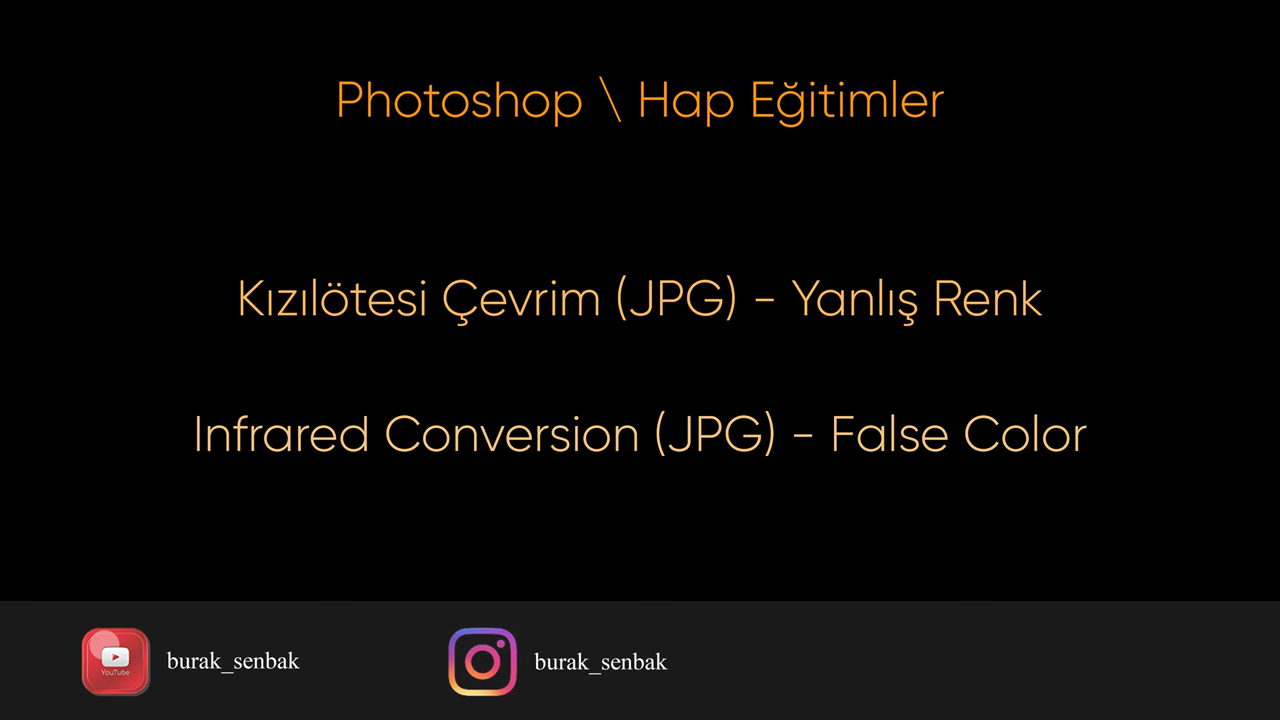 Photoshop \ Hap Eğitimler
Kızılötesi Çevrim (JPG) - Yanlış Renk
Infrared Conversion (JPG) - False Color
YouTube
burak_senbak
burak_senbak